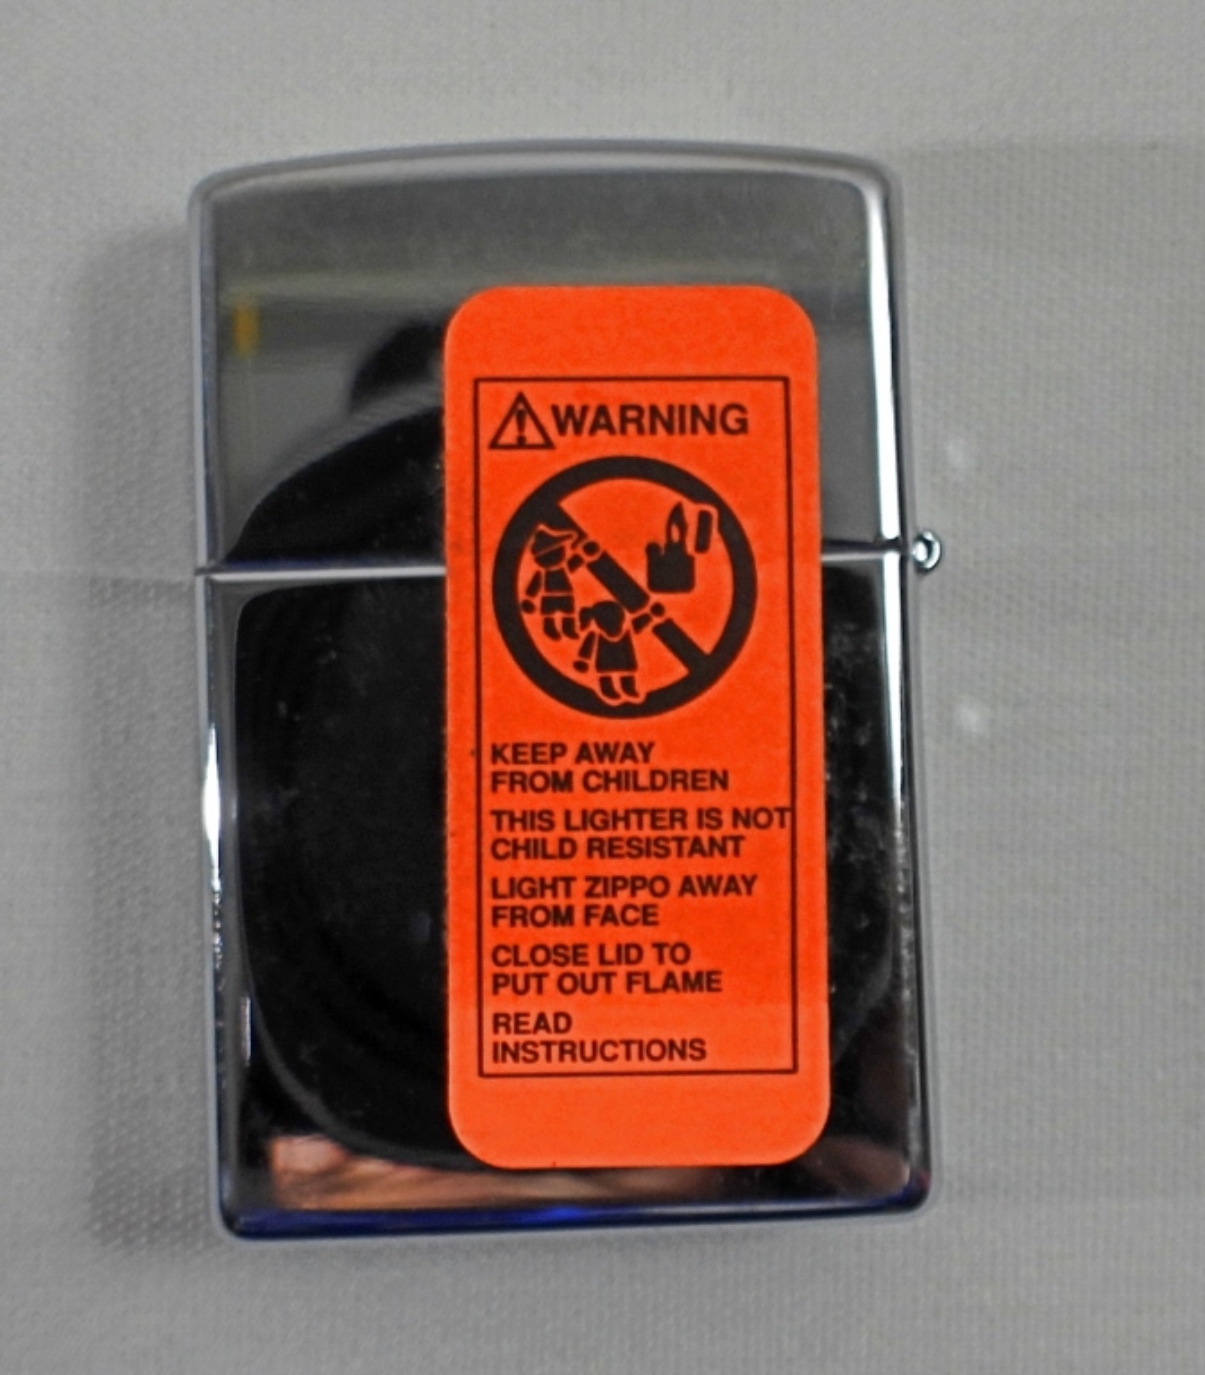 WARNING
KEEP AWAY
FROM CHILDREN
THIS LIGHTER IS NOT
CHILD RESISTANT
LIGHT ZIPPO AWAY
FROM FACE
CLOSE LID TO
PUT OUT FLAME
READ
INSTRUCTIONS